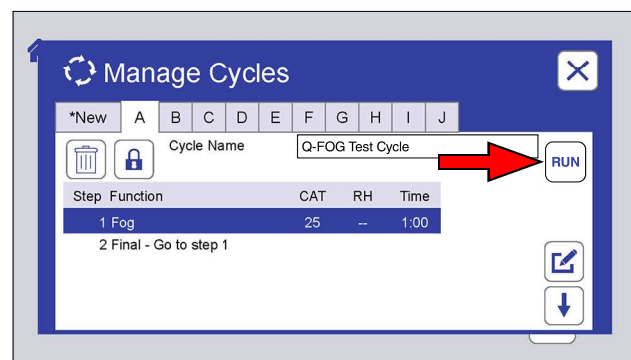 Manage Cycles
*New A B C D E F G H I J
Cycle Name Q-FOG Test Cycle
RUN
Step Function CAT RH Time
1 Fog 25 -- 1:00
2 Final - Go to step 1